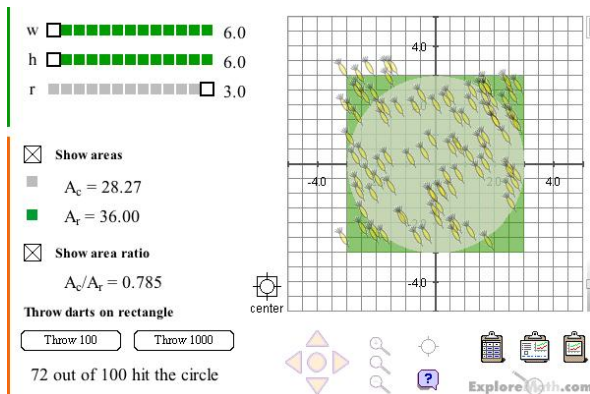 w 6.0
h 6.0
r 3.0
Show areas
Ac = 28.27
Ar = 36.00
Show area ratio
Ac/Ar = 0.785
Throw darts on rectangle
Throw 100 Throw 1000
72 out of 100 hit the circle
4.0
-4.0 2.0 4.0
-4.0
center
?
ExploreMath.com